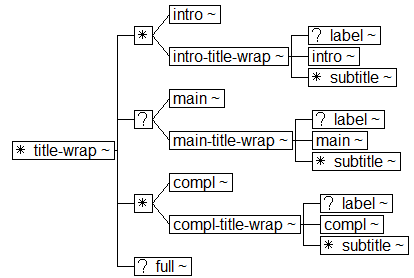 * intro ~
intro-title-wrap ~
? label ~
intro ~
* subtitle ~
? main ~
main-title-wrap ~
? label ~
main ~
* subtitle ~
* title-wrap ~
* compl ~
compl-title-wrap ~
? label ~
compl ~
* subtitle ~
? full ~